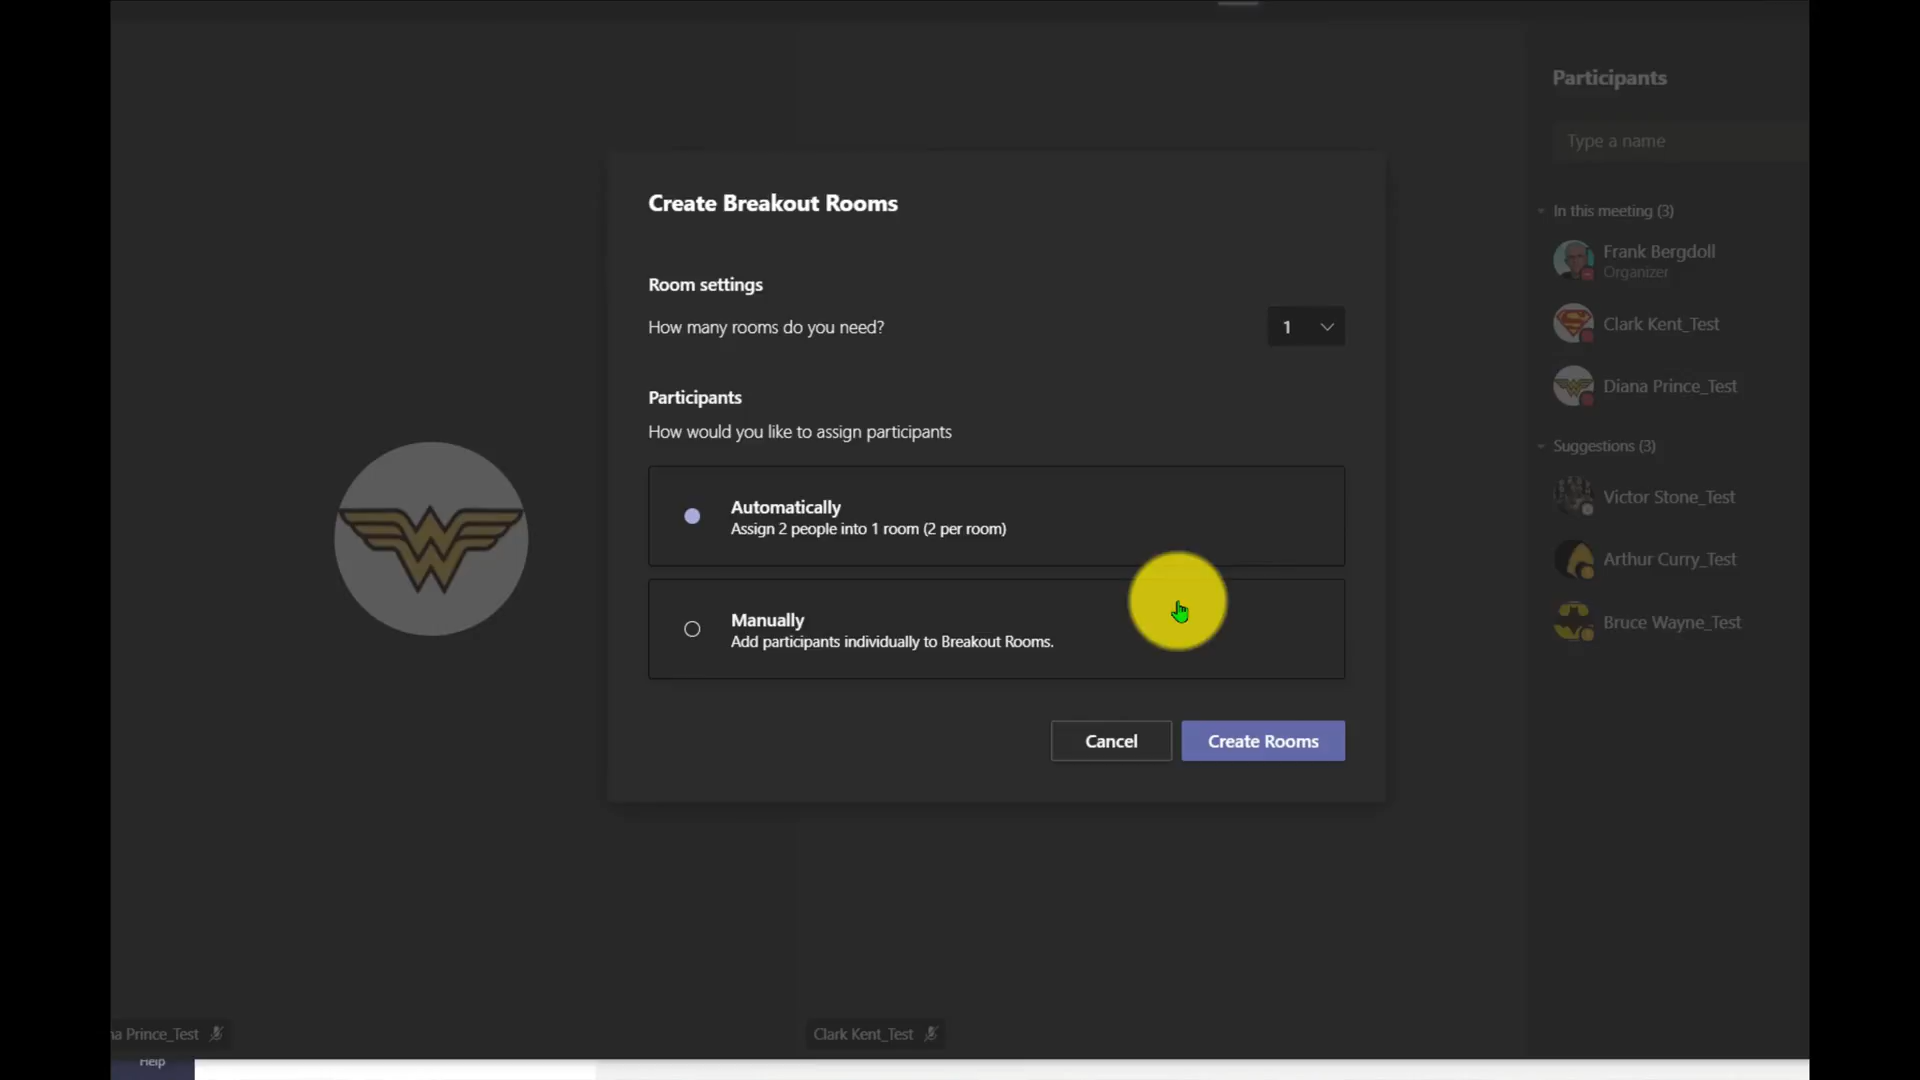 Participants
Type a name
Create Breakout Rooms
Room settings
How many rooms do you need?
1
Participants
How would you like to assign participants
Automatically
Assign 2 people into 1 room (2 per room)
Manually
Add participants individually to Breakout Rooms.
Cancel
Create Rooms
In this meeting (3)
Frank Bergdoll
Organizer
Clark Kent_Test
Diana Prince_Test
Suggestions (3)
Victor Stone_Test
Arthur Curry_Test
Bruce Wayne_Test
na Prince_Test
Clark Kent_Test
Help